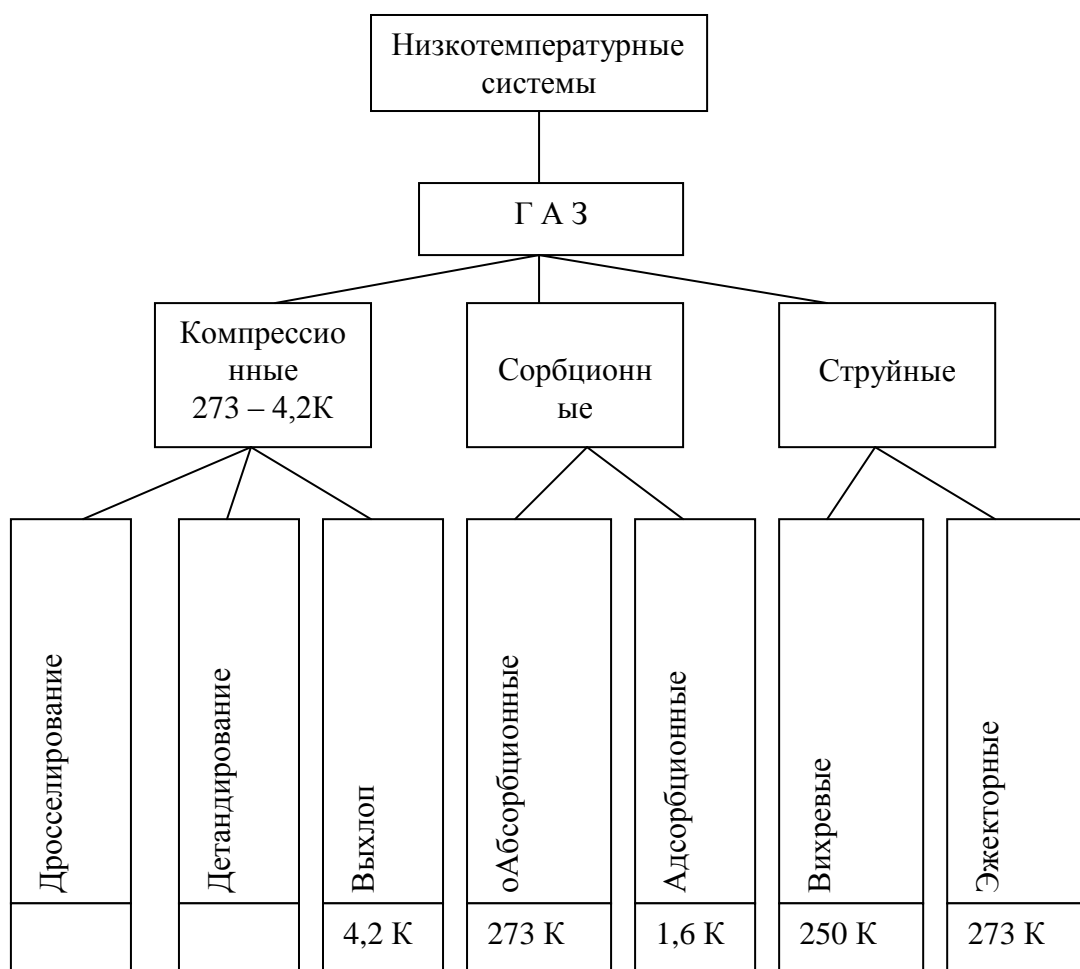 Низкотемпературные
системы
Г А З
Компрессио
нные
273 – 4,2К
Сорбционн
ые
Струйные
Дросселирование
Детандирование
Выхлоп
оАбсорбционные
Адсорбционные
Вихревые
Эжекторные
4,2 К
273 К
1,6 К
250 К
273 К